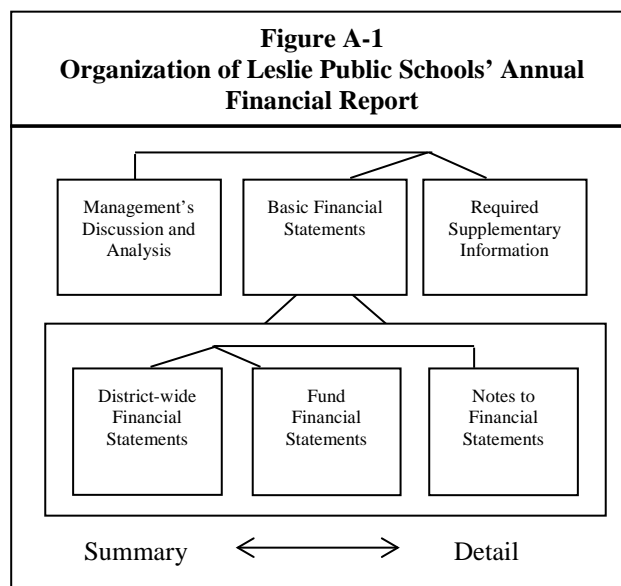 Figure A-1
Organization of Leslie Public Schools’ Annual
Financial Report
Management’s
Discussion and
Analysis
Basic Financial
Statements
Required
Supplementary
Information
District-wide
Financial
Statements
Fund
Financial
Statements
Notes to
Financial
Statements
Summary
Detail